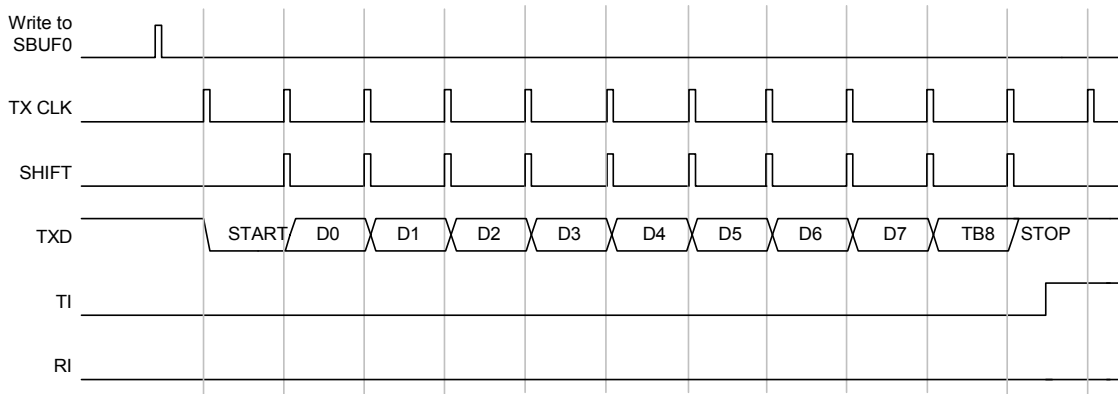 Write to
SBUF0
TX CLK
SHIFT
TXD START D0 D1 D2 D3 D4 D5 D6 D7 TB8 STOP
TI
RI